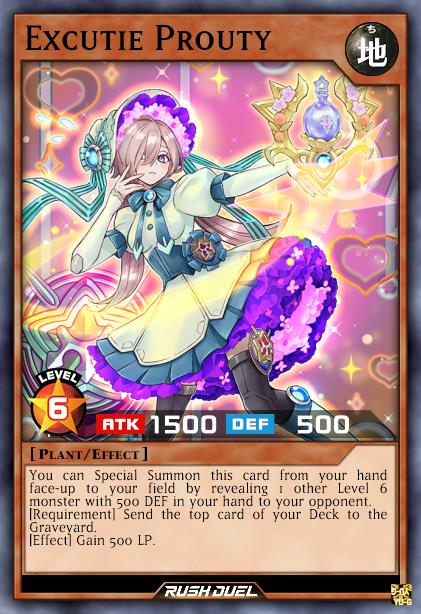 Excutie Prouty
ち
地
LEVEL
6
ATK 1500 DEF 500
[Plant/Effect]
You can Special Summon this card from your hand
face-up to your field by revealing 1 other Level 6
monster with 500 DEF in your hand to your opponent.
[Requirement] Send the top card of your Deck to the
Graveyard.
[Effect] Gain 500 LP.
RUSH DUEL